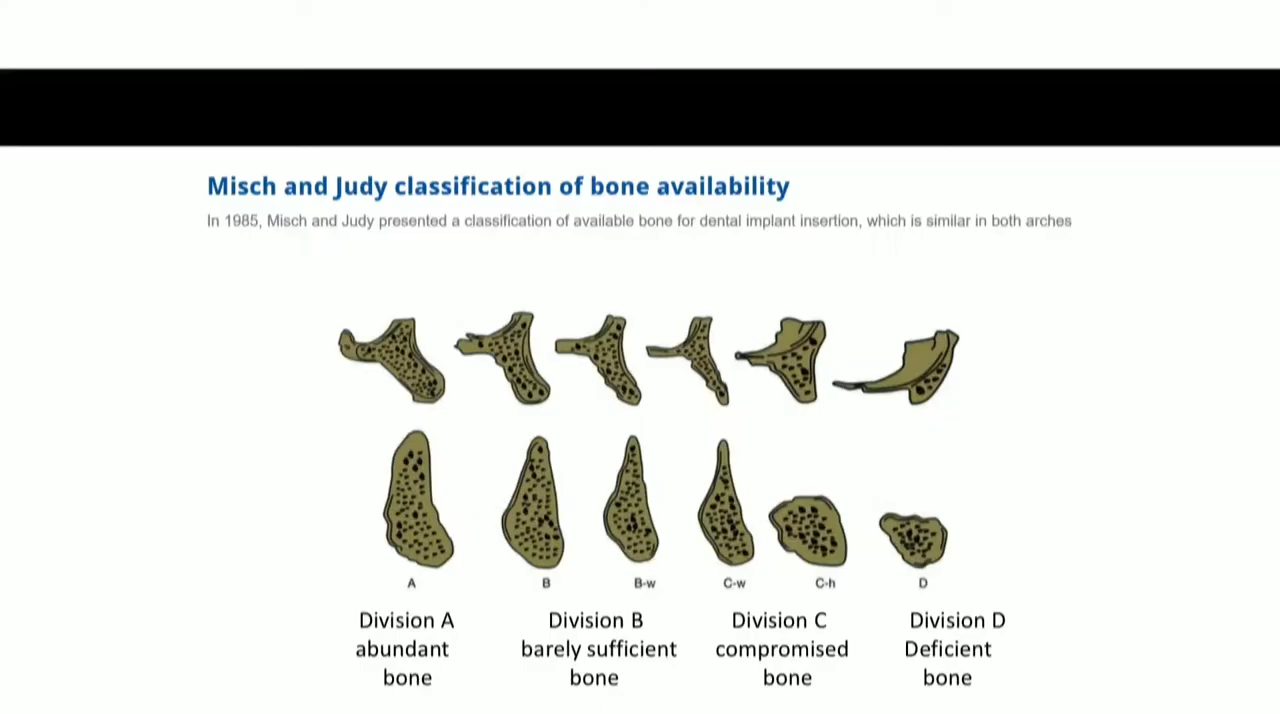 Misch and Judy classification of bone availability
In 1985, Misch and Judy presented a classification of available bone for dental implant insertion, which is similar in both arches
A B B-w C-w C-h D
Division A Division B Division C Division D
abundant barely sufficient compromised Deficient
bone bone bone bone